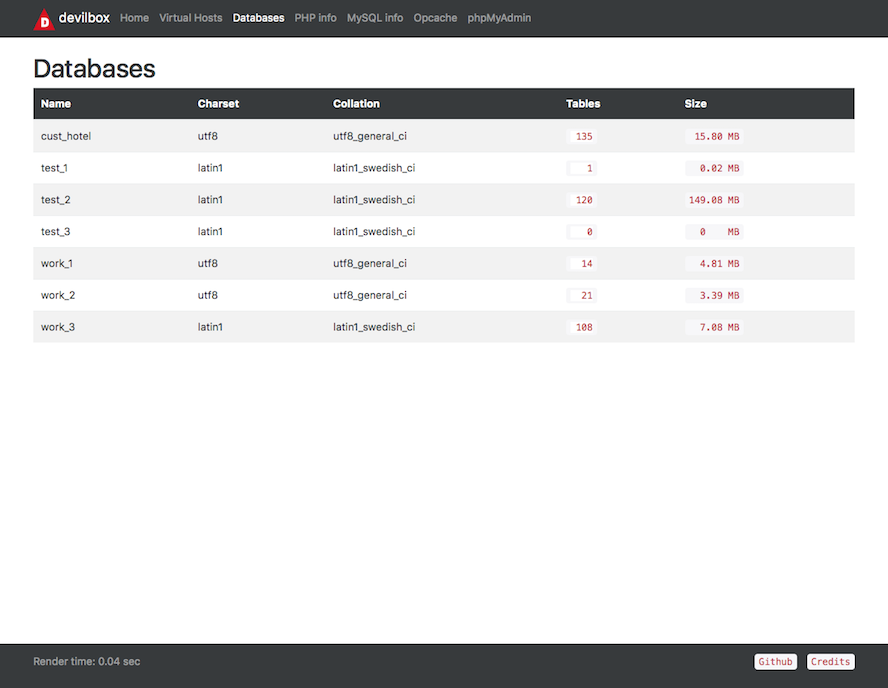 D devilbox Home Virtual Hosts Databases PHP info MySQL info Opcache phpMyAdmin
Databases
Name Charset Collation Tables Size
cust_hotel utf8 utf8_general_ci 135 15.80 MB
test_1 latin1 latin1_swedish_ci 1 0.02 MB
test_2 latin1 latin1_swedish_ci 120 149.08 MB
test_3 latin1 latin1_swedish_ci 0 0 MB
work_1 utf8 utf8_general_ci 14 4.81 MB
work_2 utf8 utf8_general_ci 21 3.39 MB
work_3 latin1 latin1_swedish_ci 108 7.08 MB
Render time: 0.04 sec Github Credits